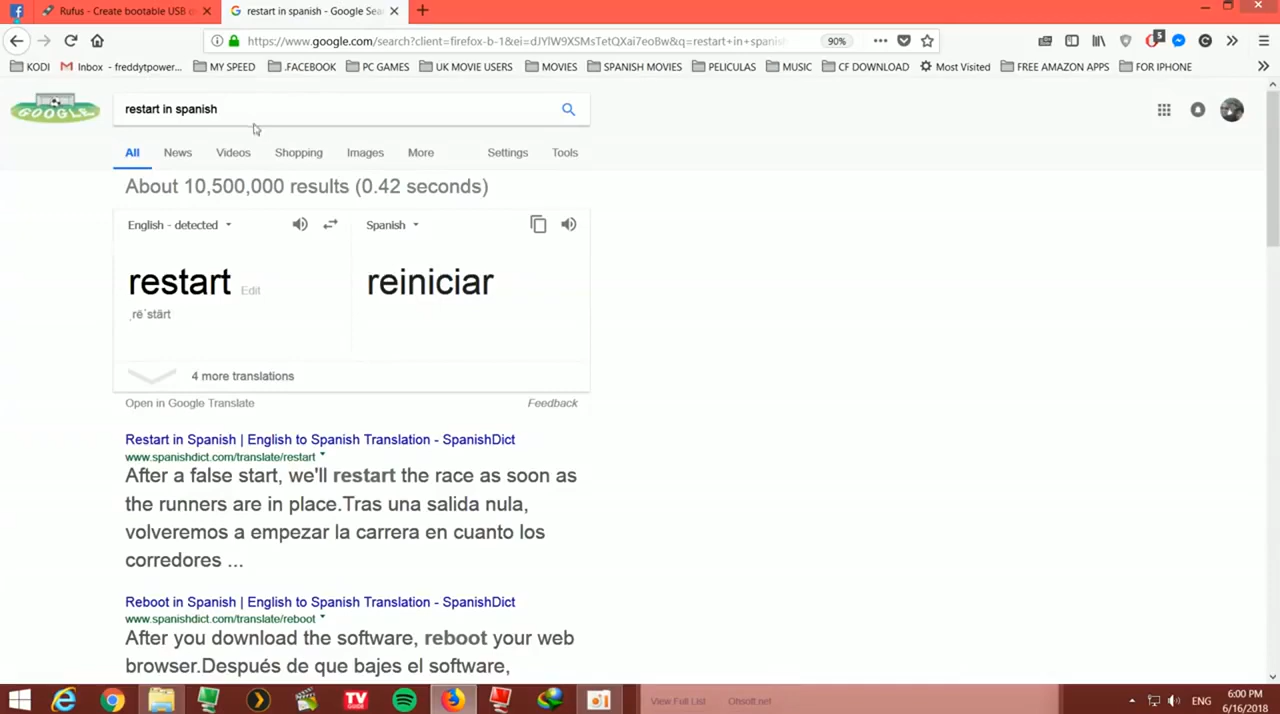 Rufus - Create bootable USB d
restart in spanish - Google Sea
https://www.google.com/search?client=firefox-b-1&ei=dJYlW9XSMsTetQXai7eoBw&q=restart+in+spanish
90%
5
KODI
Inbox - freddytpower...
MY SPEED
.FACEBOOK
PC GAMES
UK MOVIE USERS
MOVIES
SPANISH MOVIES
PELICULAS
MUSIC
CF DOWNLOAD
Most Visited
FREE AMAZON APPS
FOR IPHONE
GOOGLE
restart in spanish
All
News
Videos
Shopping
Images
More
Settings
Tools
About 10,500,000 results (0.42 seconds)
English - detected
Spanish
restart
Edit
reiniciar
ˌrēˈstärt
4 more translations
Open in Google Translate
Feedback
Restart in Spanish | English to Spanish Translation - SpanishDict
www.spanishdict.com/translate/restart
After a false start, we'll restart the race as soon as
the runners are in place.Tras una salida nula,
volveremos a empezar la carrera en cuanto los
corredores ...
Reboot in Spanish | English to Spanish Translation - SpanishDict
www.spanishdict.com/translate/reboot
After you download the software, reboot your web
browser.Después de que bajes el software,
TV
View Full List
Ohsoft.net
ENG
6:00 PM
6/16/2018